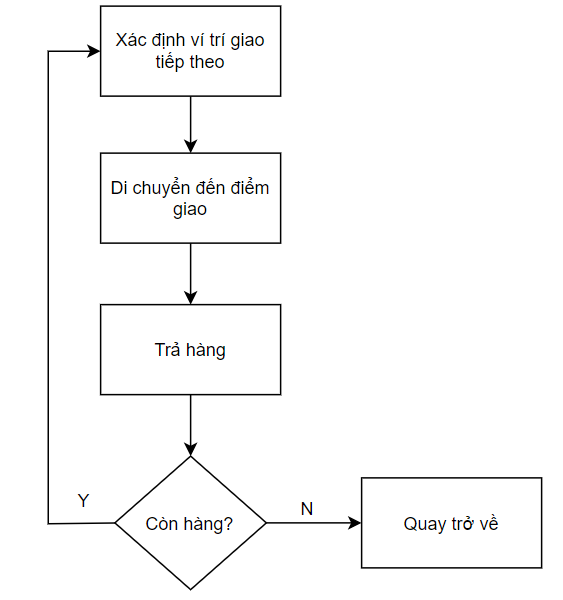 Xác định ví trí giao
tiếp theo
Di chuyển đến điểm
giao
Trả hàng
Y
Còn hàng?
N
Quay trở về